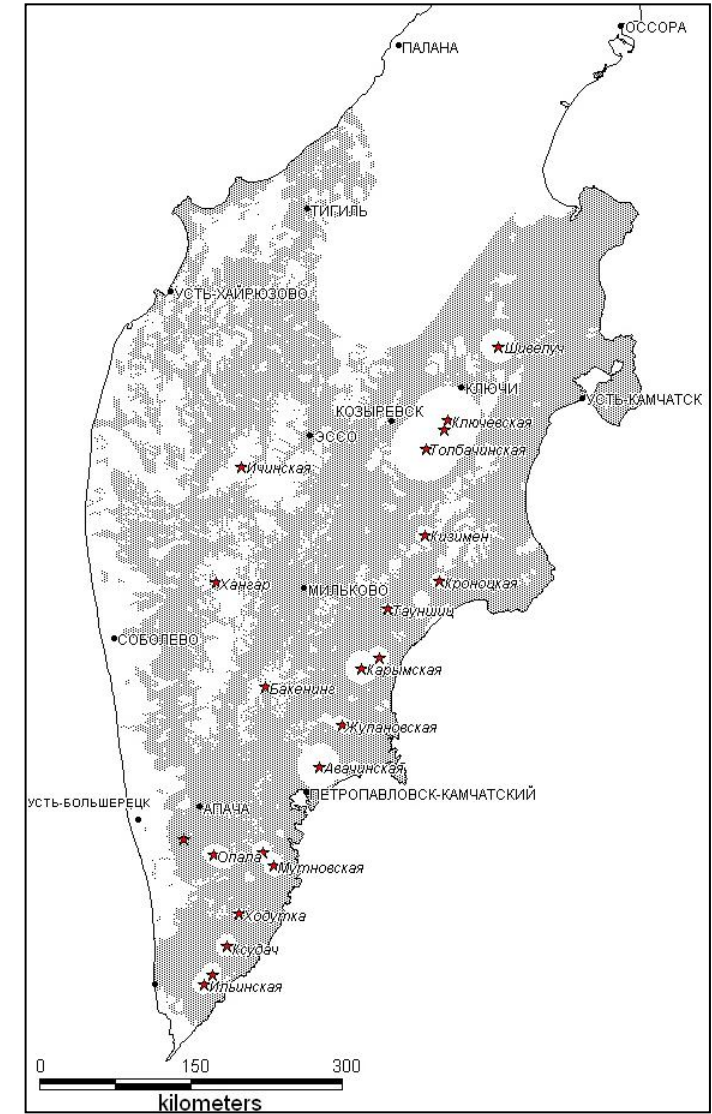 ОССОРА
ПАЛАНА
ТИГИЛЬ
УСТЬ-ХАЙРЮЗОВО
Шивелуч
КЛЮЧИ
УСТЬ-КАМЧАТСК
КОЗЫРЕВСК
Ключевская
ЭССО
Толбачинская
Ичинская
Кизимен
Хангар
МИЛЬКОВО
Кроноцкая
Тауншиц
СОБОЛЕВО
Карымская
Бакенинг
Жупановская
Авачинская
ПЕТРОПАВЛОВСК-КАМЧАТСКИЙ
УСТЬ-БОЛЬШЕРЕЦК
АПАЧА
Опала
Мутновская
Ходутка
Ксудач
Ильинская
0 150 300
kilometers